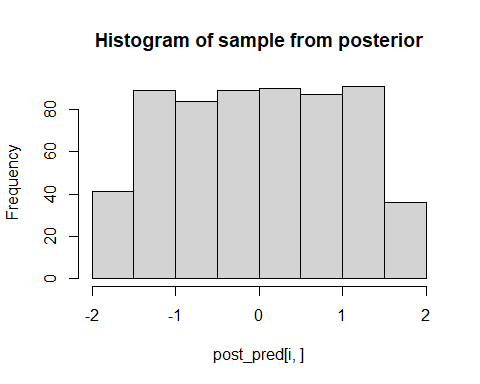 Histogram of sample from posterior
Frequency
80
60
40
20
0
-2 -1 0 1 2
post_pred[i, ]